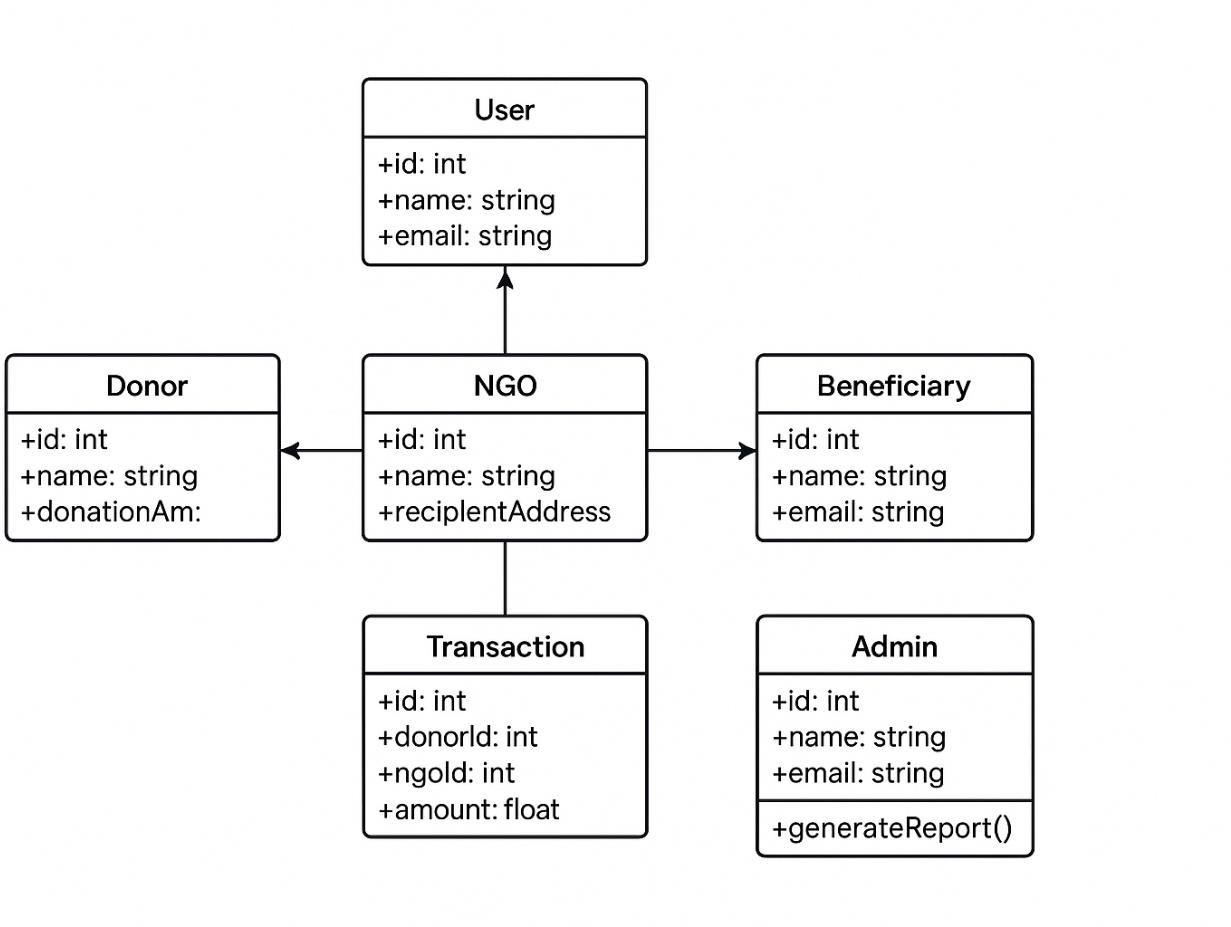 User
+id: int
+name: string
+email: string
Donor
+id: int
+name: string
+donationAm:
NGO
+id: int
+name: string
+reciplentAddress
Beneficiary
+id: int
+name: string
+email: string
Transaction
+id: int
+donorld: int
+ngold: int
+amount: float
Admin
+id: int
+name: string
+email: string
+generateReport()